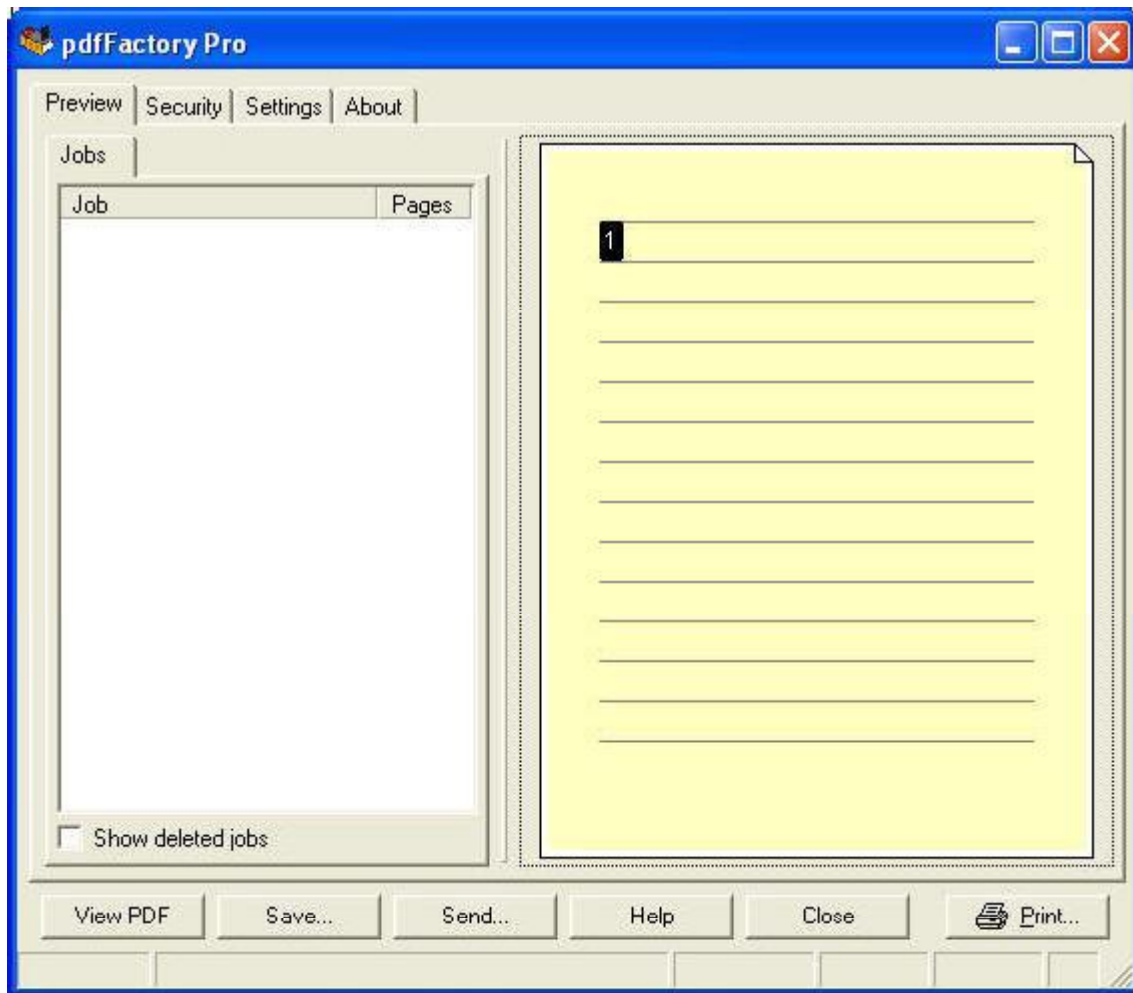 pdfFactory Pro
Preview Security Settings About
Jobs
Job Pages
1
Show deleted jobs
View PDF Save... Send... Help Close Print...